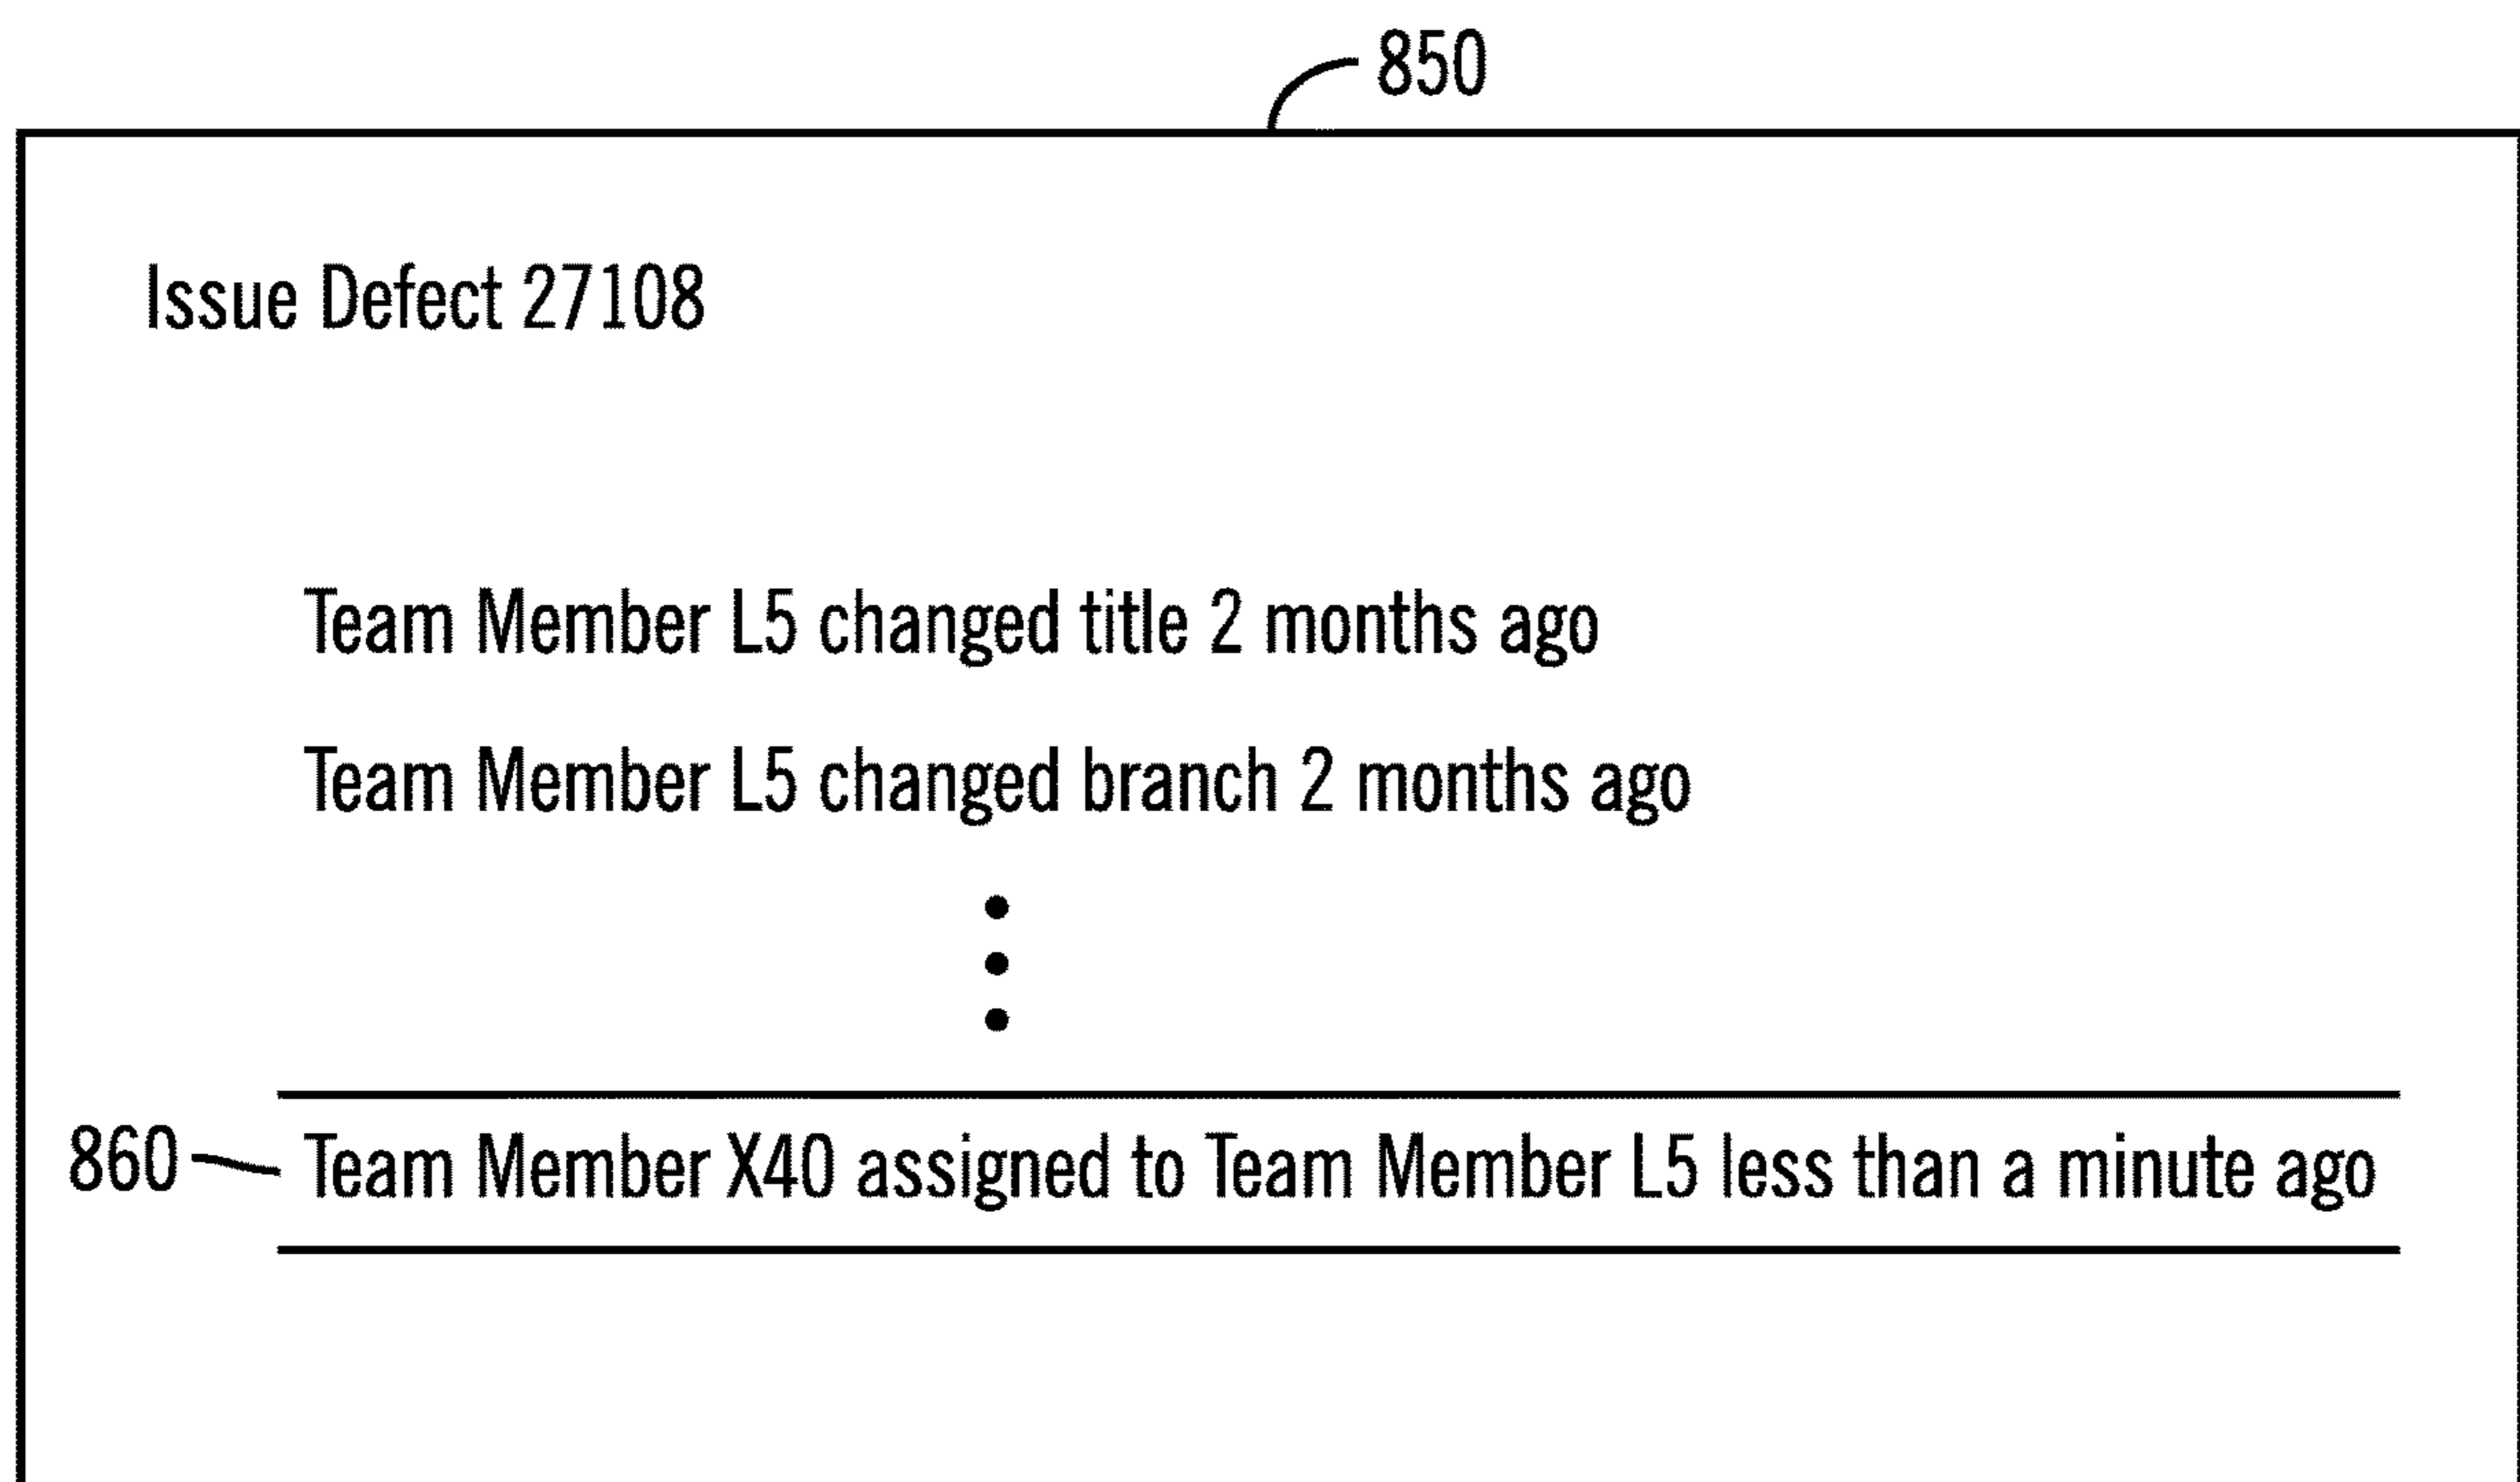 850
Issue Defect 27108
Team Member L5 changed title 2 months ago
Team Member L5 changed branch 2 months ago
860
Team Member X40 assigned to Team Member L5 less than a minute ago